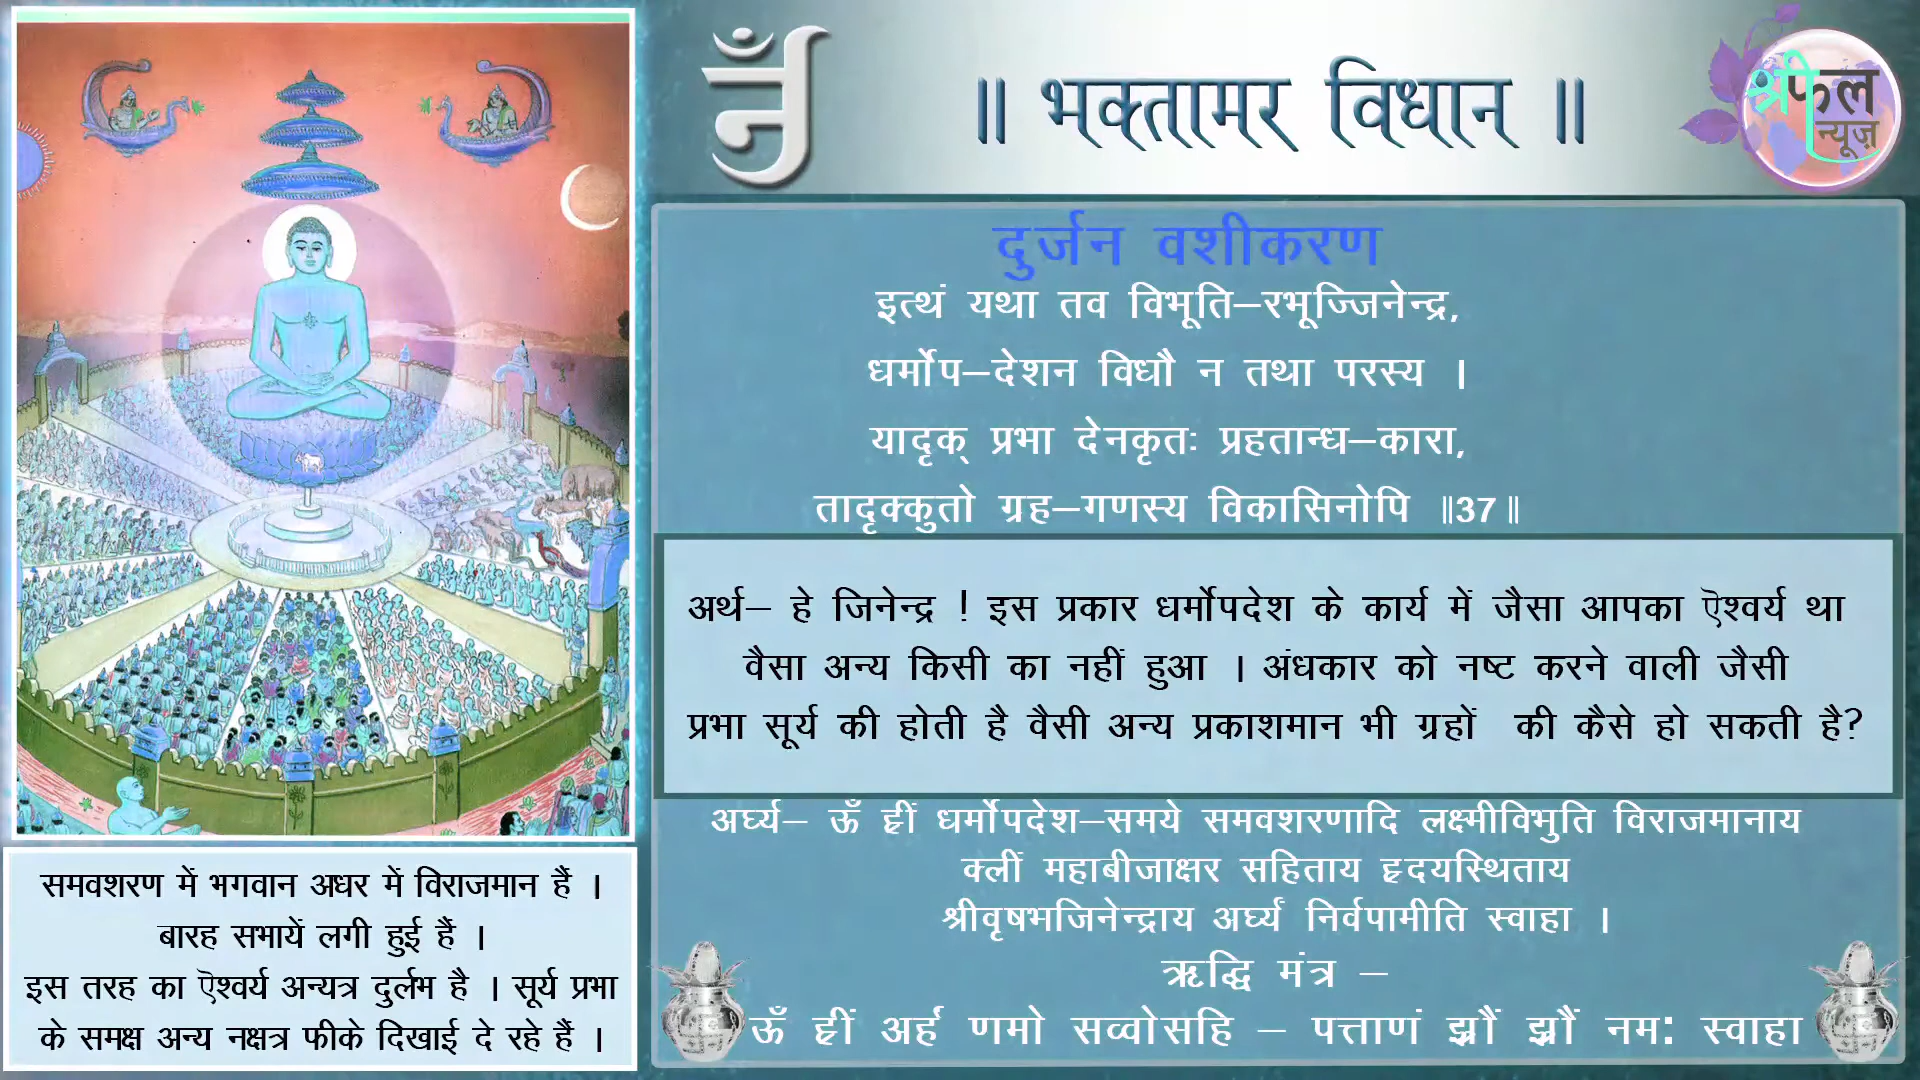 ॥ भक्तामर विधान ॥
श्रीफल
न्यूज़
दुर्जन वशीकरण
इत्थं यथा तव विभूति–रभूज्जिनेन्द्र,
धर्मोप–देशन विधौ न तथा परस्य ।
यादृक् प्रभा देनकृतः प्रहतान्ध–कारा,
तादृक्कुतो ग्रह–गणस्य विकासिनोपि ॥37॥
अर्थ– हे जिनेन्द्र ! इस प्रकार धर्मोपदेश के कार्य में जैसा आपका ऐश्वर्य था
वैसा अन्य किसी का नहीं हुआ । अंधकार को नष्ट करने वाली जैसी
प्रभा सूर्य की होती है वैसी अन्य प्रकाशमान भी ग्रहों की कैसे हो सकती है?
अर्घ्य– ऊँ ह्रीं धर्मोपदेश–समये समवशरणादि लक्ष्मीविभुति विराजमानाय
क्लीं महाबीजाक्षर सहिताय हृदयस्थिताय
श्रीवृषभजिनेन्द्राय अर्घ्यं निर्वपामीति स्वाहा ।
ऋद्धि मंत्र –
ऊँ ह्रीं अर्हं णमो सव्वोसहि – पत्ताणं झ्रौं झ्रौं नम: स्वाहा
समवशरण में भगवान अधर में विराजमान हैं ।
बारह सभायें लगी हुई हैं ।
इस तरह का ऐश्वर्य अन्यत्र दुर्लभ है । सूर्य प्रभा
के समक्ष अन्य नक्षत्र फीके दिखाई दे रहे हैं ।